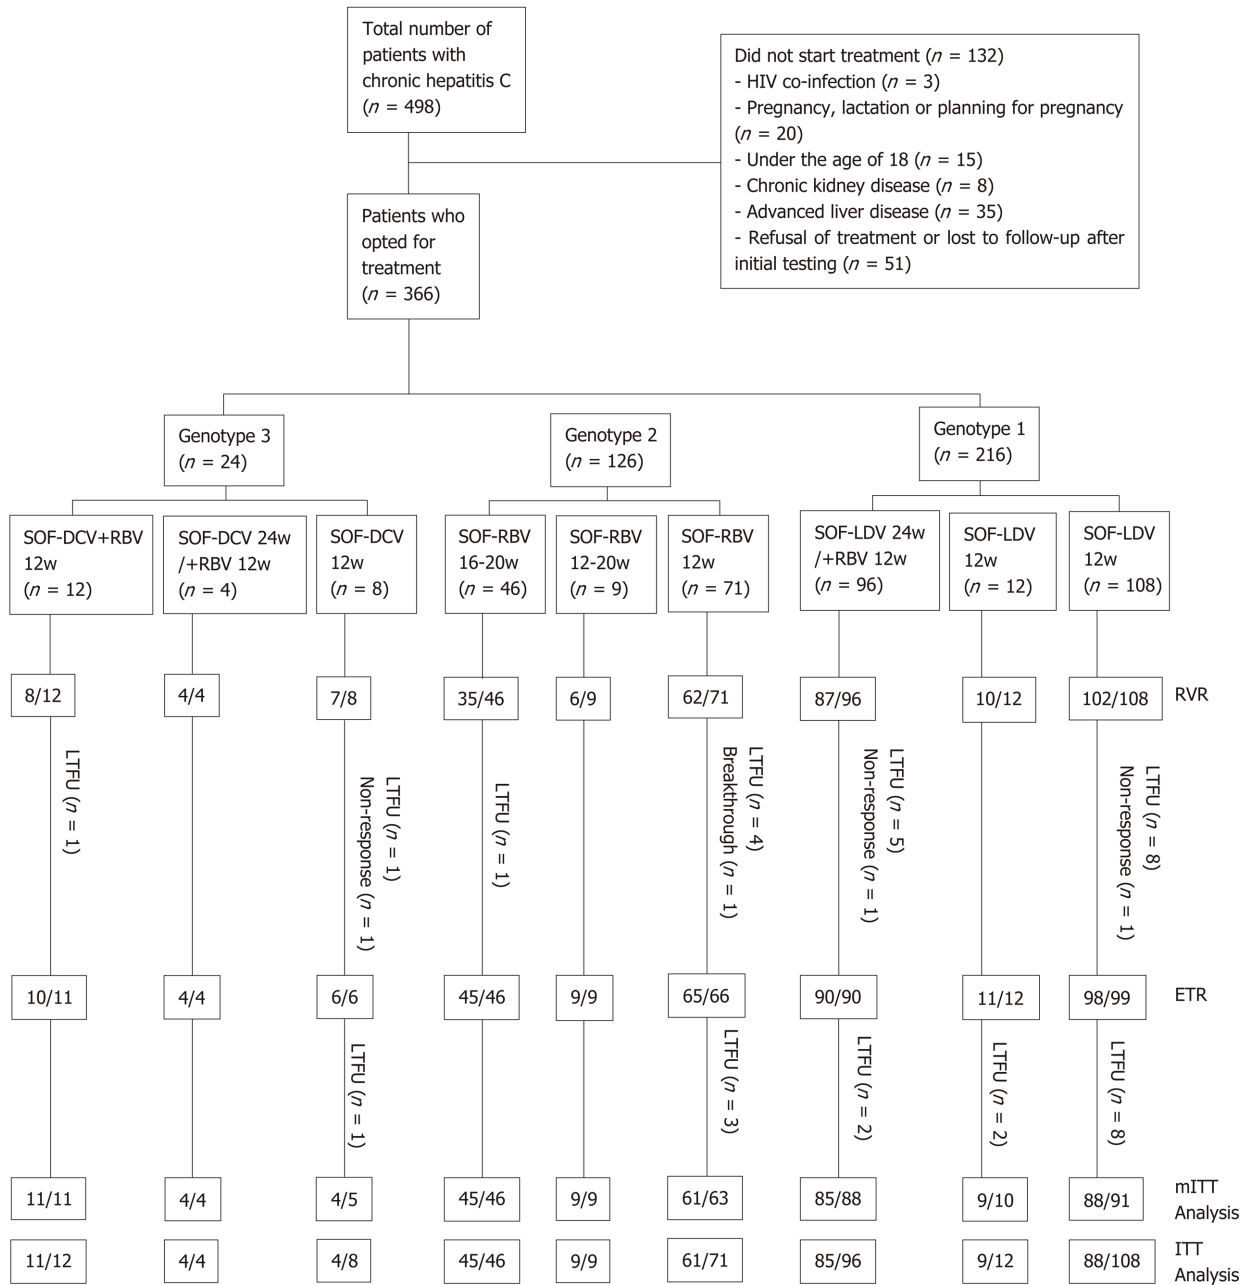 Total number of
patients with
chronic hepatitis C
(n = 498)
Did not start treatment (n = 132)
- HIV co-infection (n = 3)
- Pregnancy, lactation or planning for pregnancy
(n = 20)
- Under the age of 18 (n = 15)
- Chronic kidney disease (n = 8)
- Advanced liver disease (n = 35)
- Refusal of treatment or lost to follow-up after
initial testing (n = 51)
Patients who
opted for
treatment
(n = 366)
Genotype 3
(n = 24)
Genotype 2
(n = 126)
Genotype 1
(n = 216)
SOF-DCV+RBV
12w
(n = 12)
SOF-DCV 24w
/+RBV 12w
(n = 4)
SOF-DCV
12w
(n = 8)
SOF-RBV
16-20w
(n = 46)
SOF-RBV
12-20w
(n = 9)
SOF-RBV
12w
(n = 71)
SOF-LDV 24w
/+RBV 12w
(n = 96)
SOF-LDV
12w
(n = 12)
SOF-LDV
12w
(n = 108)
8/12
4/4
7/8
35/46
6/9
62/71
87/96
10/12
102/108
RVR
LTFU (n = 1)
LTFU (n = 1)
Non-response (n = 1)
LTFU (n = 1)
LTFU (n = 4)
Breakthrough (n = 1)
LTFU (n = 5)
Non-response (n = 1)
LTFU (n = 8)
Non-response (n = 1)
10/11
4/4
6/6
45/46
9/9
65/66
90/90
11/12
98/99
ETR
LTFU (n = 1)
LTFU (n = 3)
LTFU (n = 2)
LTFU (n = 2)
LTFU (n = 8)
11/11
4/4
4/5
45/46
9/9
61/63
85/88
9/10
88/91
mITT
Analysis
11/12
4/4
4/8
45/46
9/9
61/71
85/96
9/12
88/108
ITT
Analysis